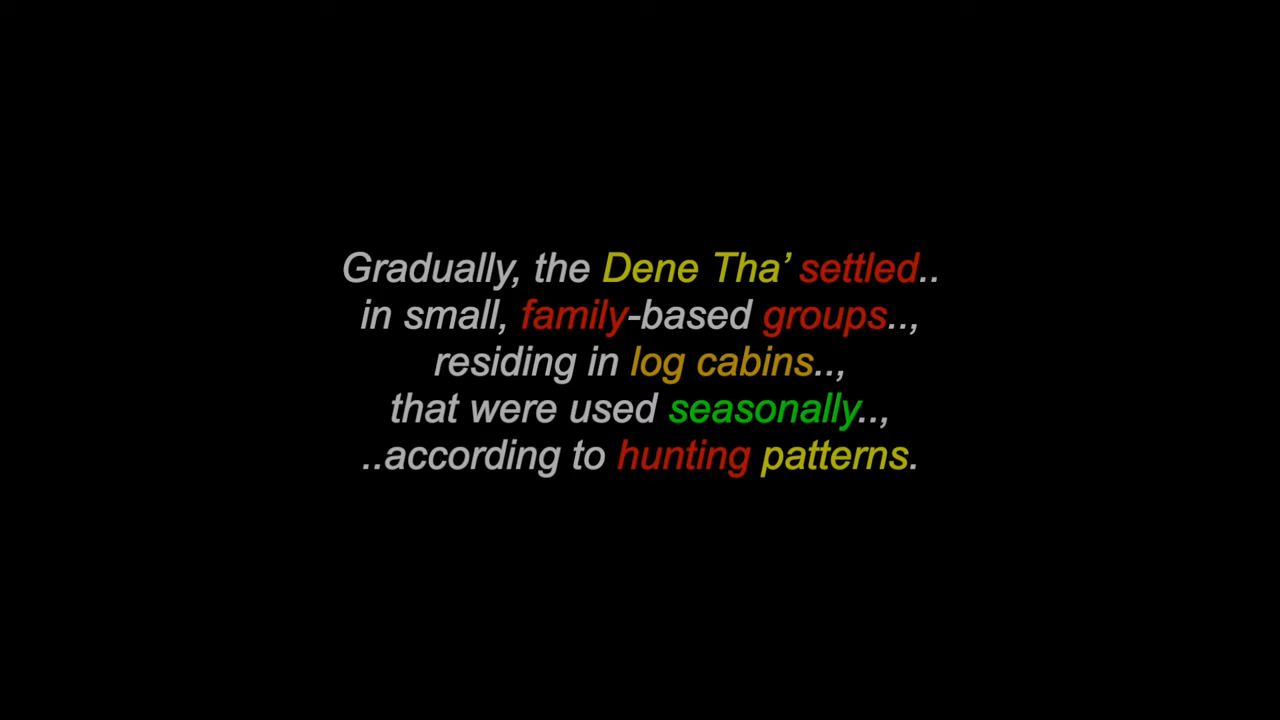 Gradually, the Dene Tha’ settled..
in small, family-based groups..,
residing in log cabins..,
that were used seasonally..,
..according to hunting patterns.